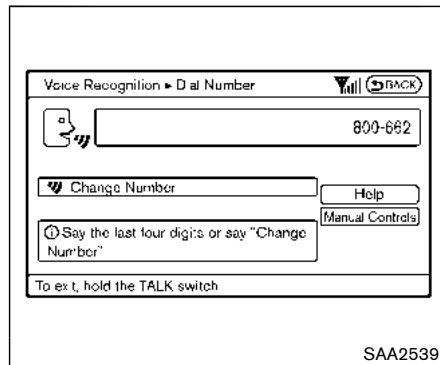 Voice Recognition ▸ Dial Number BACK
800-662
Change Number
Help
Manual Controls
Say the last four digits or say "Change
Number"
To exit, hold the TALK switch
SAA2539